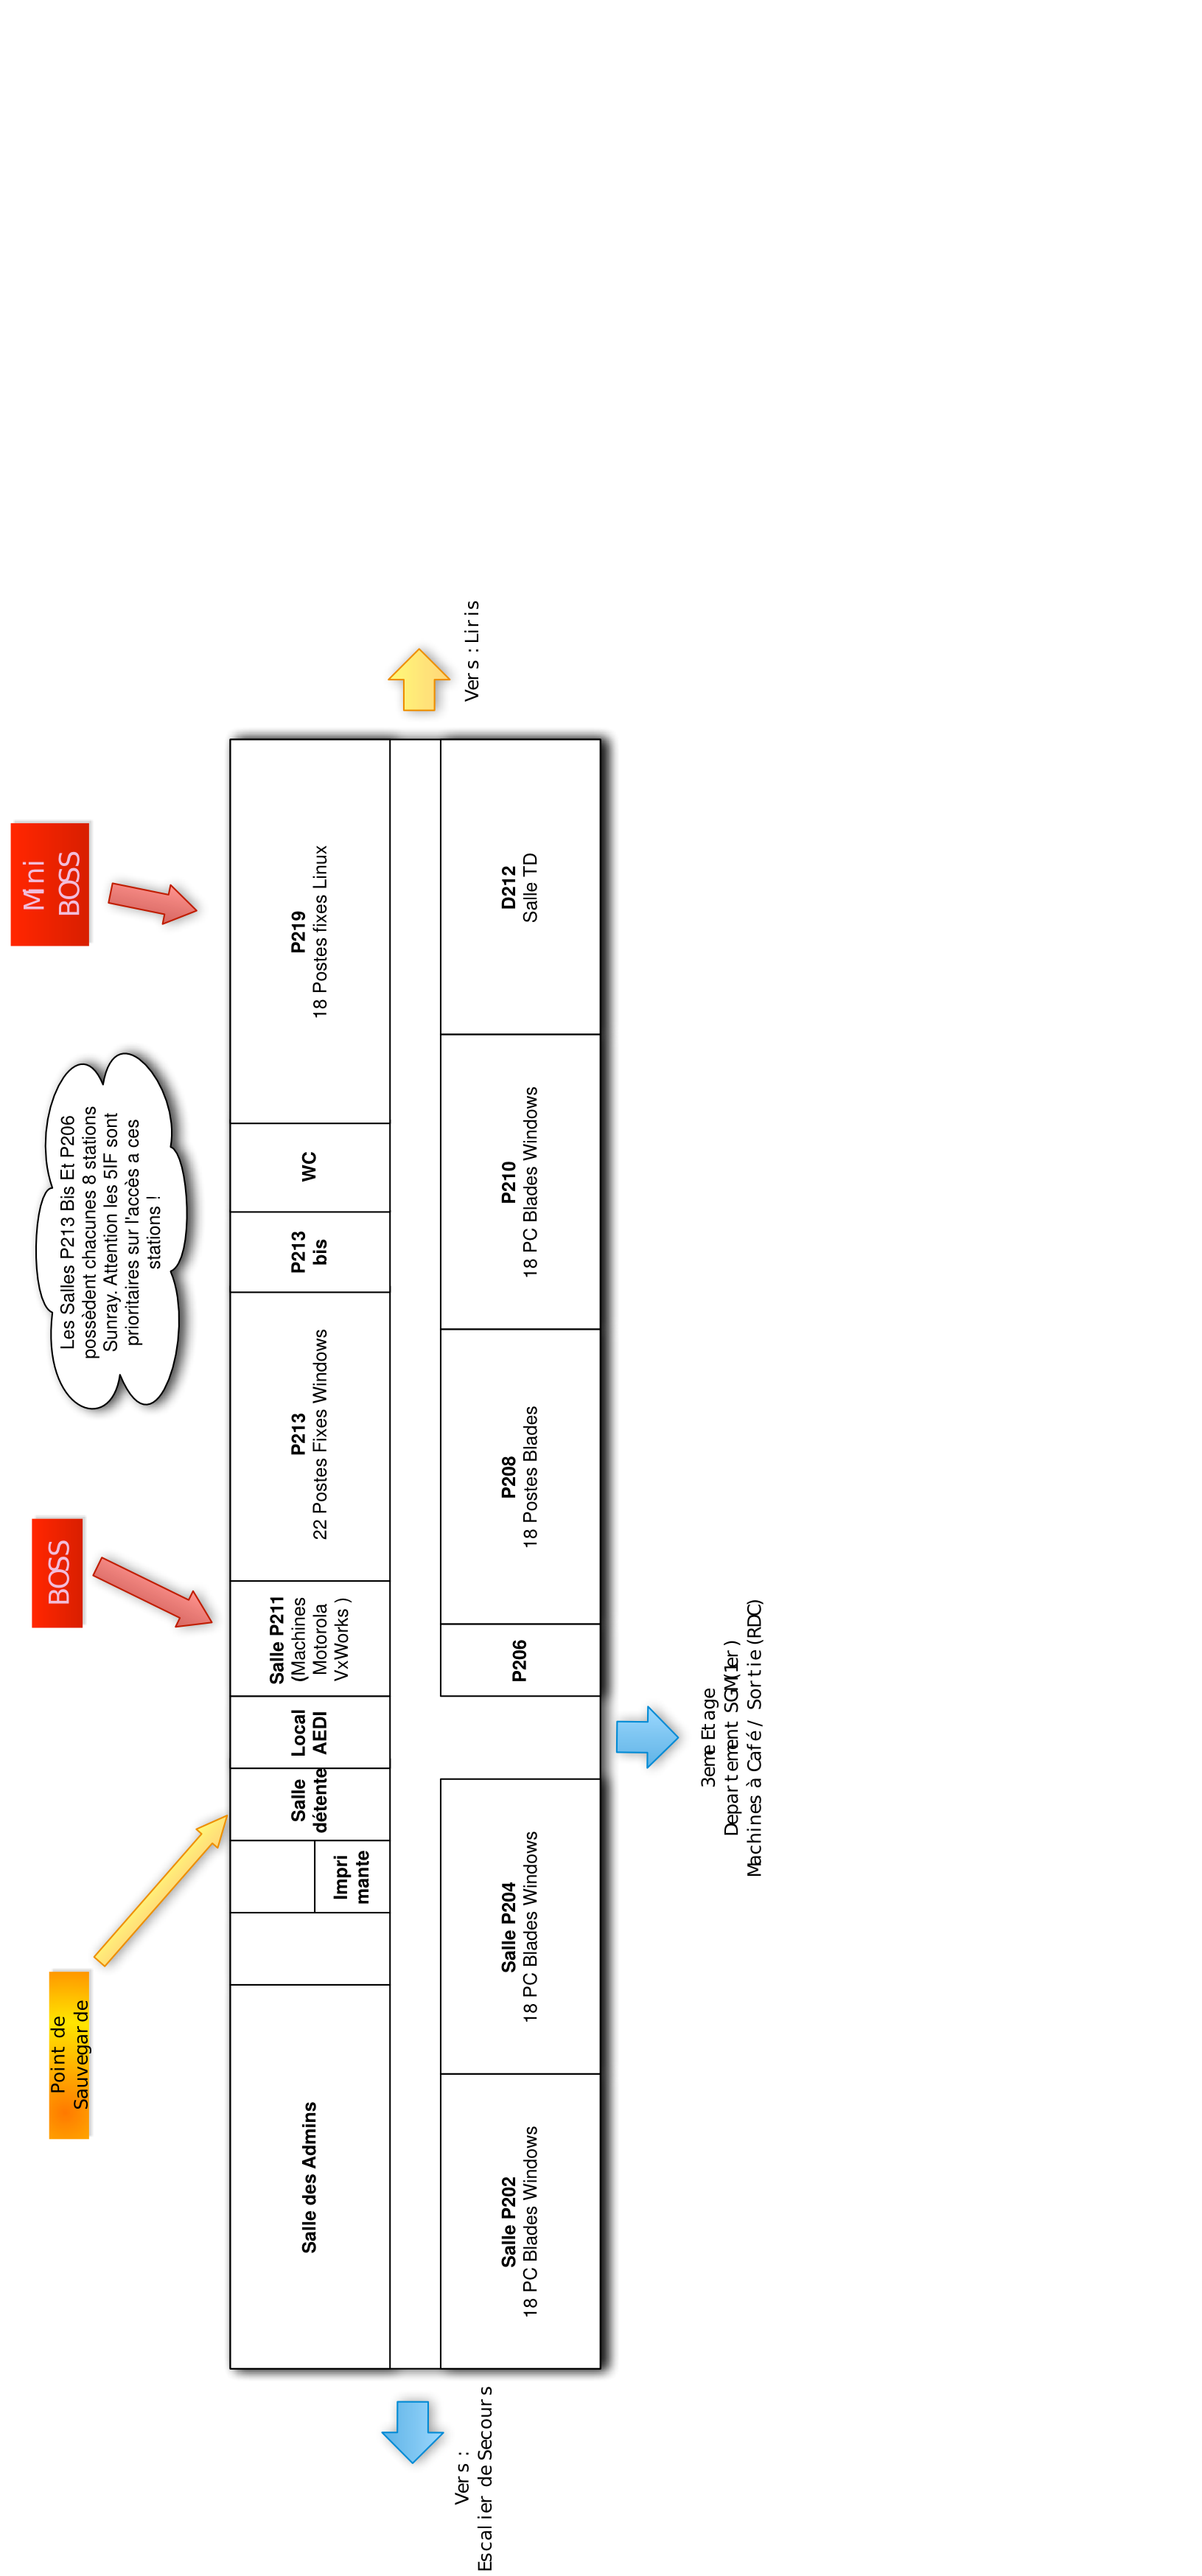 Point de
Sauvegarde
BOSS
Les Salles P213 Bis Et P206
possèdent chacunes 8 stations
Sunray. Attention les 5IF sont
prioritaires sur l'accès a ces
stations !
Mini
BOSS
Salle des Admins
Impri
mante
Salle
détente
Local
AEDI
Salle P211
(Machines
Motorola
VxWorks )
P213
22 Postes Fixes Windows
P213
bis
WC
P219
18 Postes fixes Linux
Vers :
Escalier de Secours
Vers : Liris
Salle P202
18 PC Blades Windows
Salle P204
18 PC Blades Windows
P206
P208
18 Postes Blades
P210
18 PC Blades Windows
D212
Salle TD
3eme Etage
Departement SGM (1er)
Machines à Café / Sortie (RDC)